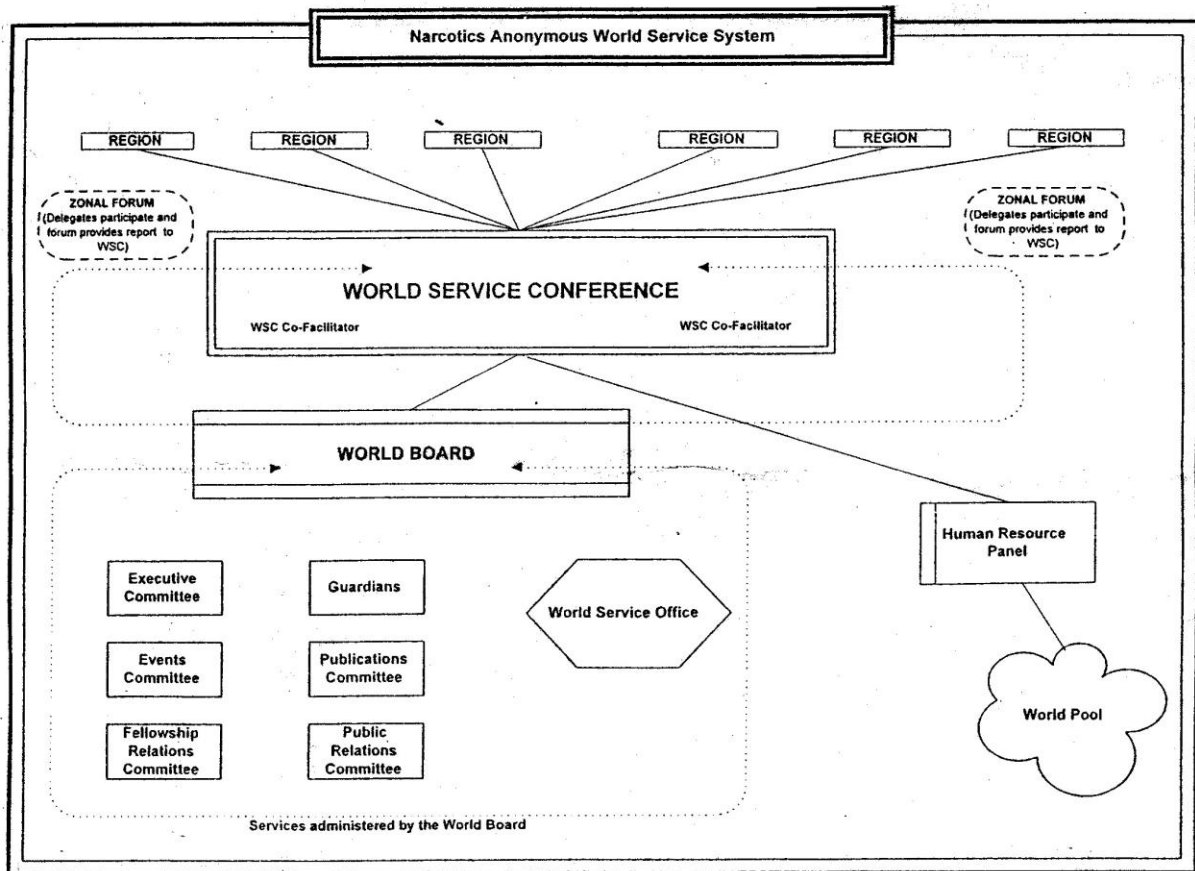 Narcotics Anonymous World Service System
REGION
REGION
REGION
REGION
REGION
REGION
ZONAL FORUM
(Delegates participate and
forum provides report to
WSC)
ZONAL FORUM
(Delegates participate and
forum provides report to
WSC)
WORLD SERVICE CONFERENCE
WSC Co-Facilitator
WSC Co-Facilitator
WORLD BOARD
Human Resource
Panel
Executive
Committee
Guardians
World Service Office
Events
Committee
Publications
Committee
World Pool
Fellowship
Relations
Committee
Public
Relations
Committee
Services administered by the World Board